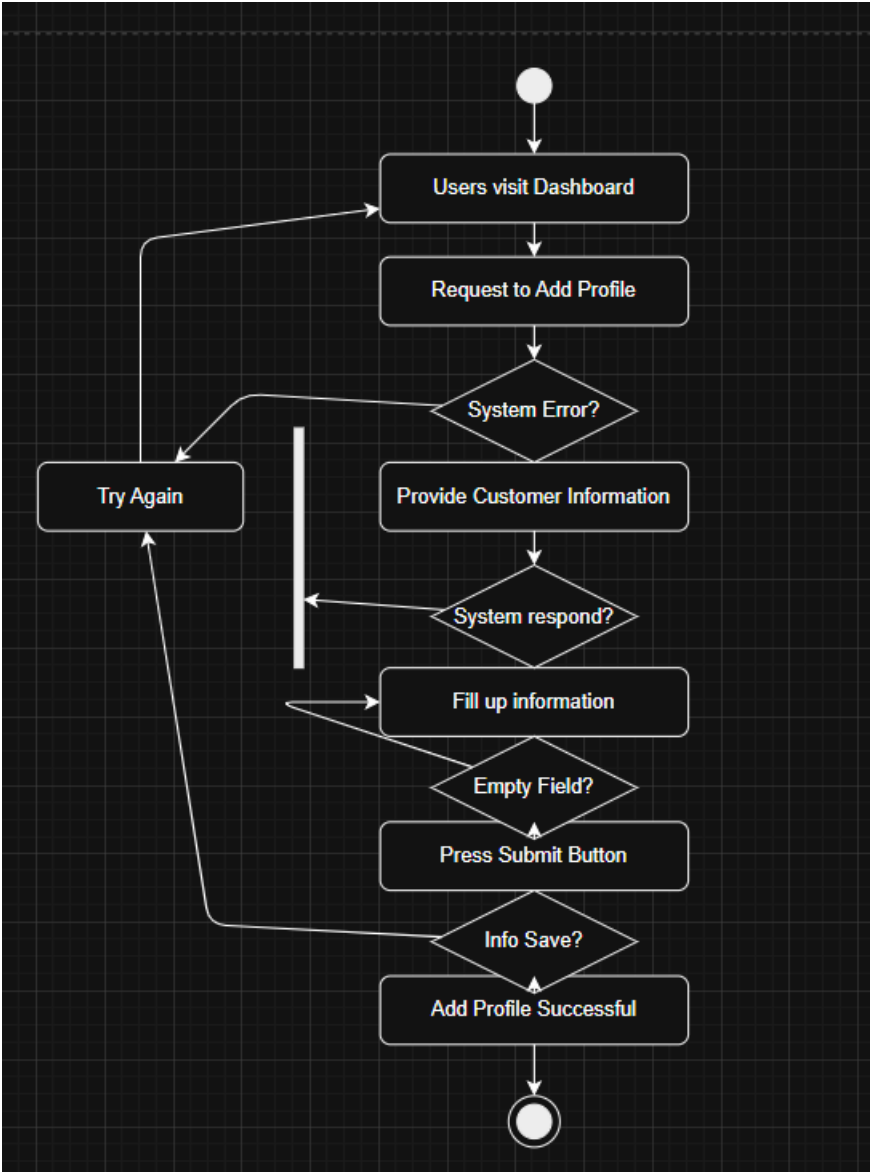 Users visit Dashboard
Request to Add Profile
System Error?
Try Again
Provide Customer Information
System respond?
Fill up information
Empty Field?
Press Submit Button
Info Save?
Add Profile Successful